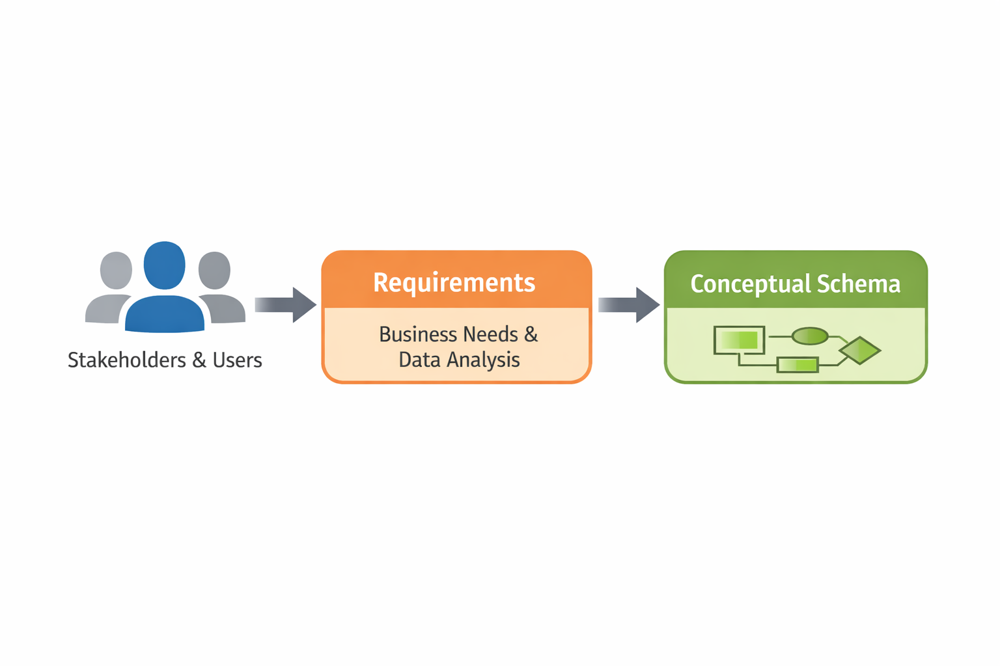 Stakeholders & Users
Requirements
Business Needs &
Data Analysis
Conceptual Schema